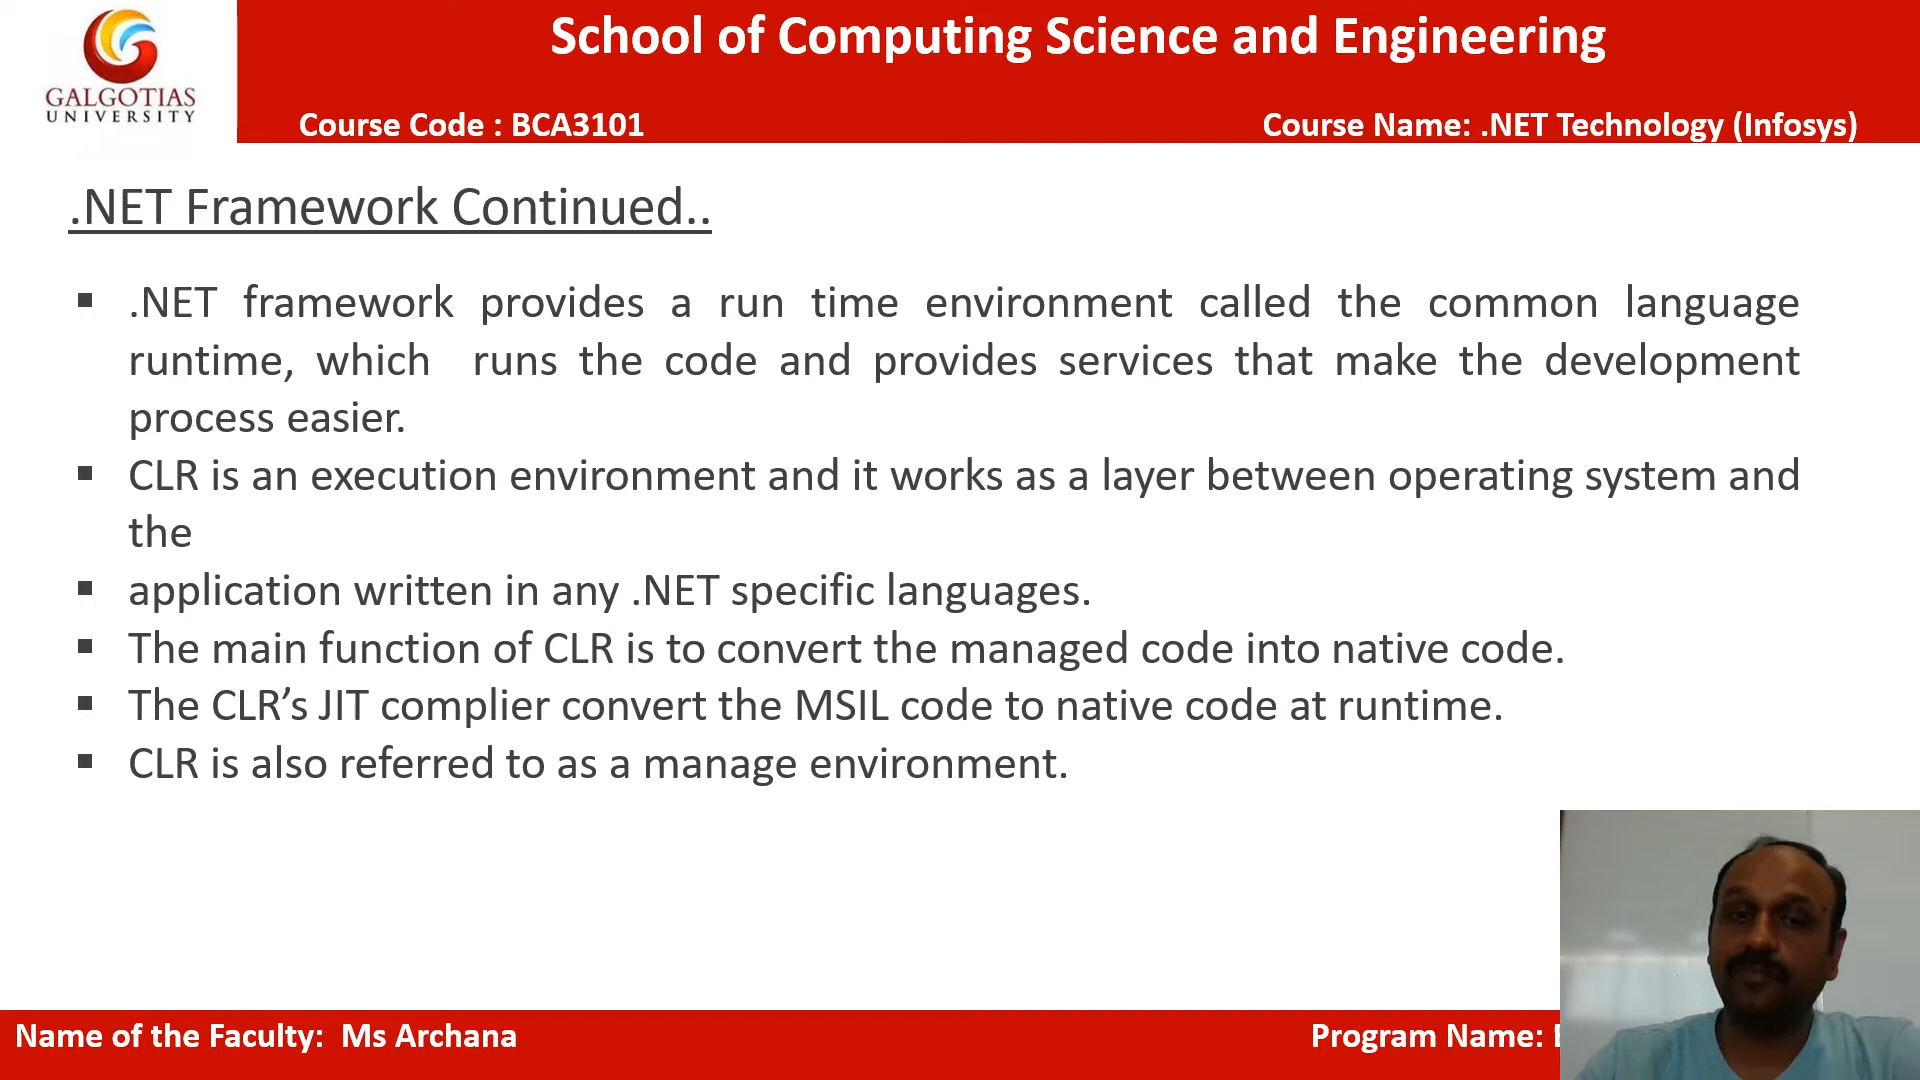 School of Computing Science and Engineering
GALGOTIAS
UNIVERSITY
Course Code : BCA3101
Course Name: .NET Technology (Infosys)
.NET Framework Continued..
▪ .NET framework provides a run time environment called the common language
runtime, which runs the code and provides services that make the development
process easier.
▪ CLR is an execution environment and it works as a layer between operating system and
the
▪ application written in any .NET specific languages.
▪ The main function of CLR is to convert the managed code into native code.
▪ The CLR’s JIT complier convert the MSIL code to native code at runtime.
▪ CLR is also referred to as a manage environment.
Name of the Faculty: Ms Archana
Program Name: